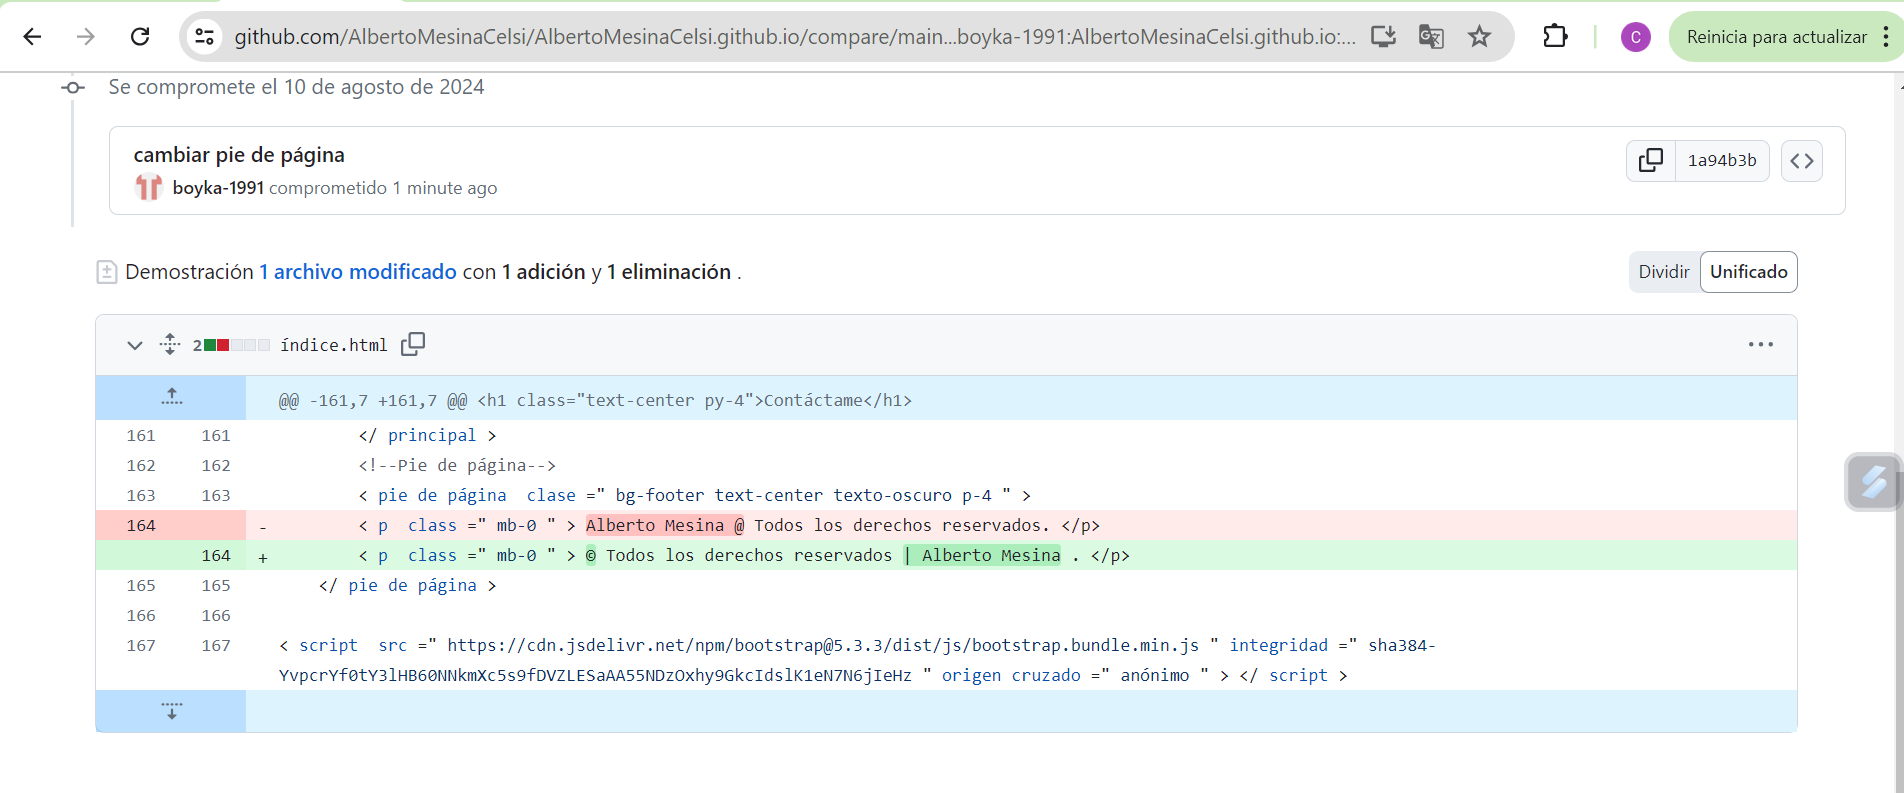 github.com/AlbertoMesinaCelsi/AlbertoMesinaCelsi.github.io/compare/main...boyka-1991:AlbertoMesinaCelsi.github.io:...
C
Reinicia para actualizar
Se compromete el 10 de agosto de 2024
cambiar pie de página
1a94b3b
boyka-1991 comprometido 1 minute ago
Demostración 1 archivo modificado con 1 adición y 1 eliminación .
Dividir Unificado
2 índice.html
@@ -161,7 +161,7 @@ <h1 class="text-center py-4">Contáctame</h1>
161 161 </ principal >
162 162 <!--Pie de página-->
163 163 < pie de página clase =" bg-footer text-center texto-oscuro p-4 " >
164 - < p class =" mb-0 " > Alberto Mesina @ Todos los derechos reservados. </p>
164 + < p class =" mb-0 " > © Todos los derechos reservados | Alberto Mesina . </p>
165 165 </ pie de página >
166 166
167 167 < script src =" https://cdn.jsdelivr.net/npm/bootstrap@5.3.3/dist/js/bootstrap.bundle.min.js " integridad =" sha384-
YvpcrYf0tY3lHB60NNkmXc5s9fDVZLESaAA55NDzOxhy9GkcIdslK1eN7N6jIeHz " origen cruzado =" anónimo " > </ script >